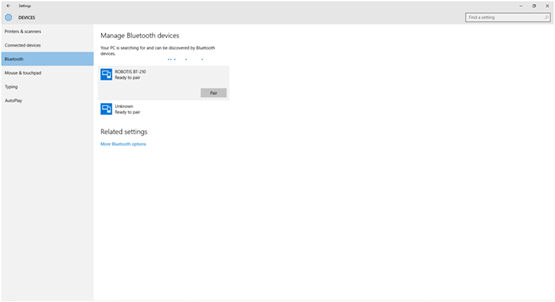 Settings
DEVICES
Find a setting
Printers & scanners
Connected devices
Bluetooth
Mouse & touchpad
Typing
AutoPlay
Manage Bluetooth devices
Your PC is searching for and can be discovered by Bluetooth
devices.
ROBOTIS BT-210
Ready to pair
Pair
Unknown
Ready to pair
Related settings
More Bluetooth options